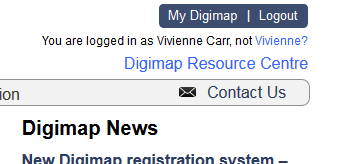 My Digimap | Logout
You are logged in as Vivienne Carr, not Vivienne?
Digimap Resource Centre
Contact Us
Digimap News
New Digimap registration system –